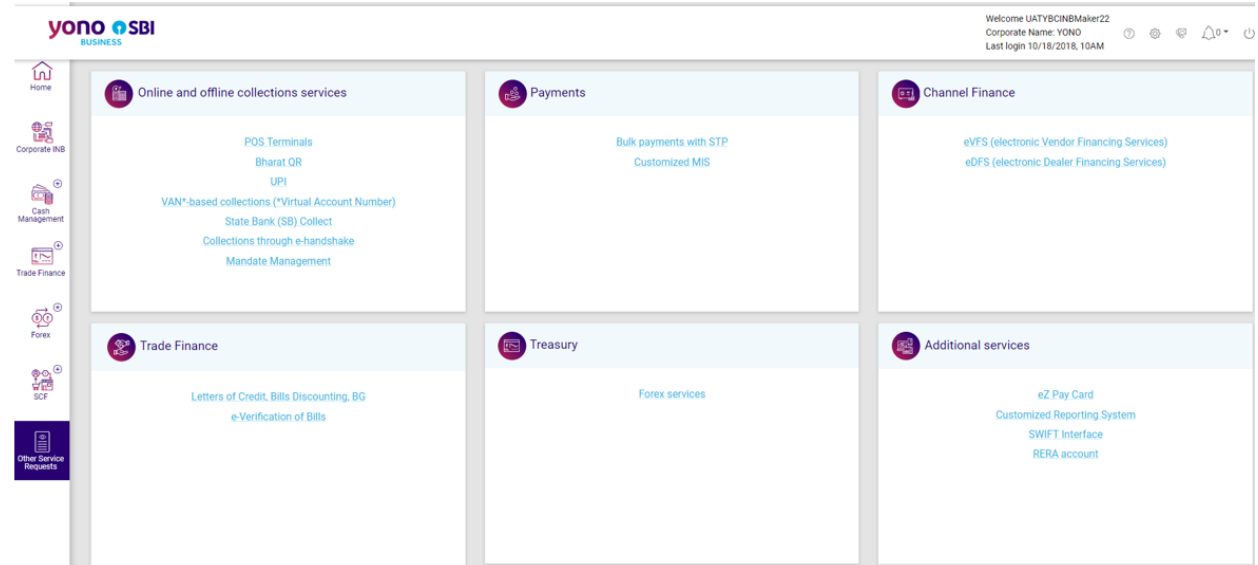 yono SBI
BUSINESS
Welcome UATYBCINBMaker22
Corporate Name: YONO
Last login 10/18/2018, 10AM
0
Home
Corporate INB
Cash
Management
Trade Finance
Forex
SCF
Other Service
Requests
Online and offline collections services
POS Terminals
Bharat QR
UPI
VAN*-based collections (*Virtual Account Number)
State Bank (SB) Collect
Collections through e-handshake
Mandate Management
Payments
Bulk payments with STP
Customized MIS
Channel Finance
eVFS (electronic Vendor Financing Services)
eDFS (electronic Dealer Financing Services)
Trade Finance
Letters of Credit, Bills Discounting, BG
e-Verification of Bills
Treasury
Forex services
Additional services
eZ Pay Card
Customized Reporting System
SWIFT Interface
RERA account